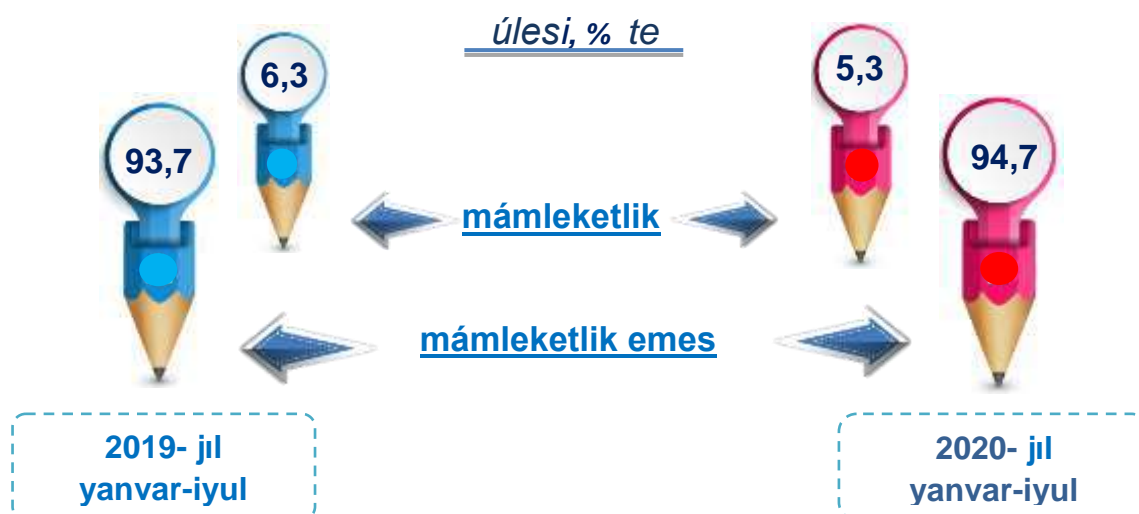 úlesi, % te
6,3
5,3
93,7
94,7
mámleketlik
mámleketlik emes
2019- jıl
yanvar-iyul
2020- jıl
yanvar-iyul